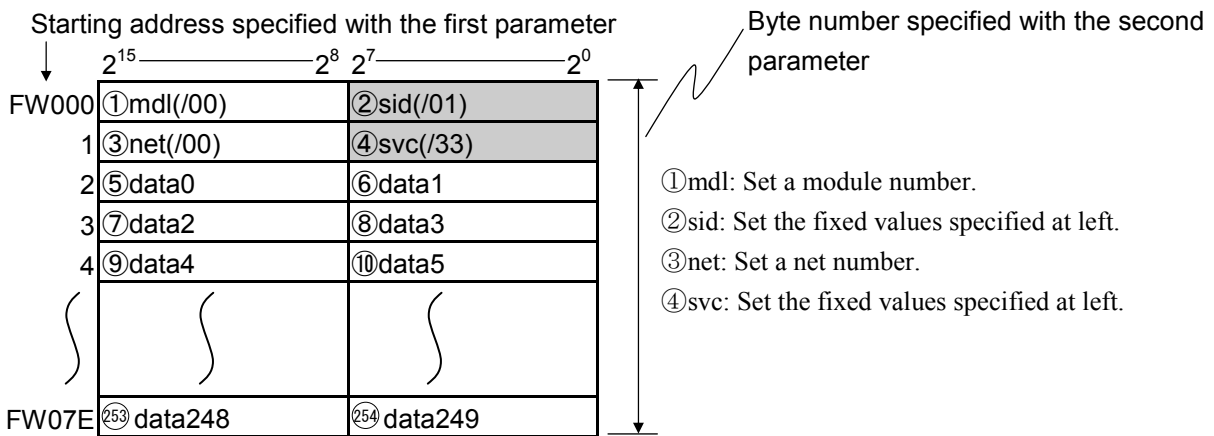 Starting address specified with the first parameter
Byte number specified with the second
parameter
2¹⁵ 2⁸ 2⁷ 2⁰
FW000 ①mdl(/00) ②sid(/01)
1 ③net(/00) ④svc(/33)
2 ⑤data0 ⑥data1
3 ⑦data2 ⑧data3
4 ⑨data4 ⑩data5
FW07E (253) data248 (254) data249
①mdl: Set a module number.
②sid: Set the fixed values specified at left.
③net: Set a net number.
④svc: Set the fixed values specified at left.